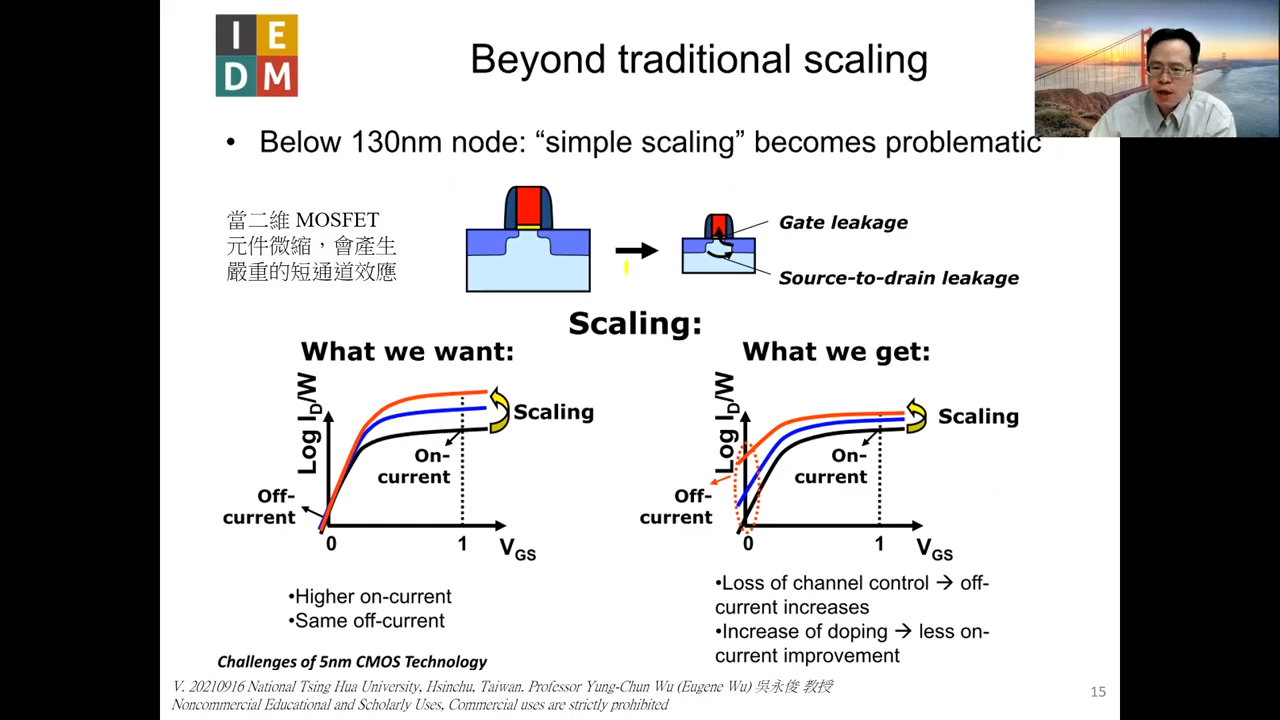 I E
D M
Beyond traditional scaling
• Below 130nm node: “simple scaling” becomes problematic
當二維 MOSFET
元件微縮，會產生
嚴重的短通道效應
Gate leakage
Source-to-drain leakage
Scaling:
What we want:
Log I_D/W
Scaling
On-
current
Off-
current
0
1
V_GS
•Higher on-current
•Same off-current
What we get:
Log I_D/W
Scaling
On-
current
Off-
current
0
1
V_GS
•Loss of channel control → off-
current increases
•Increase of doping → less on-
current improvement
Challenges of 5nm CMOS Technology
V. 20210916 National Tsing Hua University, Hsinchu, Taiwan. Professor Yung-Chun Wu (Eugene Wu) 吳永俊 教授
Noncommercial Educational and Scholarly Uses, Commercial uses are strictly prohibited
15